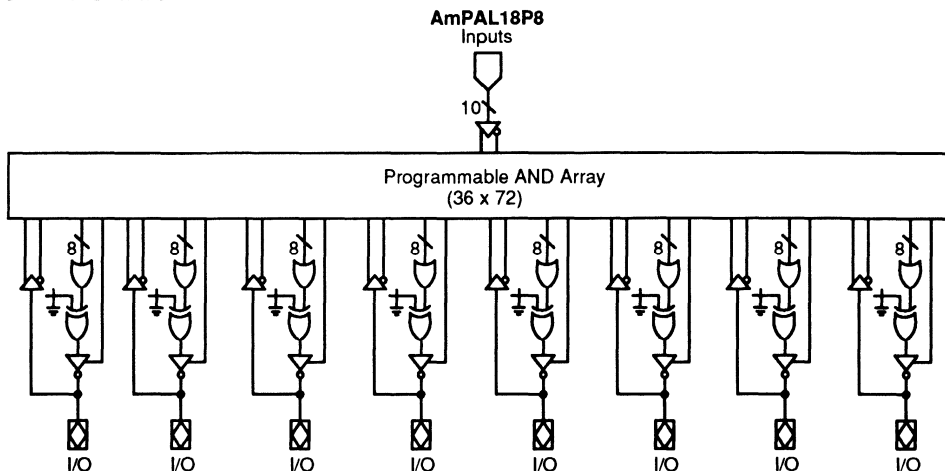 AmPAL18P8
Inputs
10
Programmable AND Array
(36 x 72)
8 8 8 8 8 8 8 8
I/O I/O I/O I/O I/O I/O I/O I/O